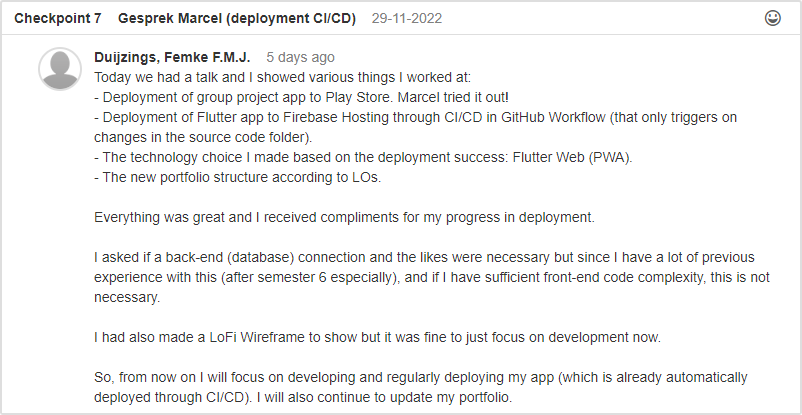 Checkpoint 7 Gesprek Marcel (deployment CI/CD) 29-11-2022
Duijzings, Femke F.M.J. 5 days ago
Today we had a talk and I showed various things I worked at:
- Deployment of group project app to Play Store. Marcel tried it out!
- Deployment of Flutter app to Firebase Hosting through CI/CD in GitHub Workflow (that only triggers on
changes in the source code folder).
- The technology choice I made based on the deployment success: Flutter Web (PWA).
- The new portfolio structure according to LOs.
Everything was great and I received compliments for my progress in deployment.
I asked if a back-end (database) connection and the likes were necessary but since I have a lot of previous
experience with this (after semester 6 especially), and if I have sufficient front-end code complexity, this is not
necessary.
I had also made a LoFi Wireframe to show but it was fine to just focus on development now.
So, from now on I will focus on developing and regularly deploying my app (which is already automatically
deployed through CI/CD). I will also continue to update my portfolio.